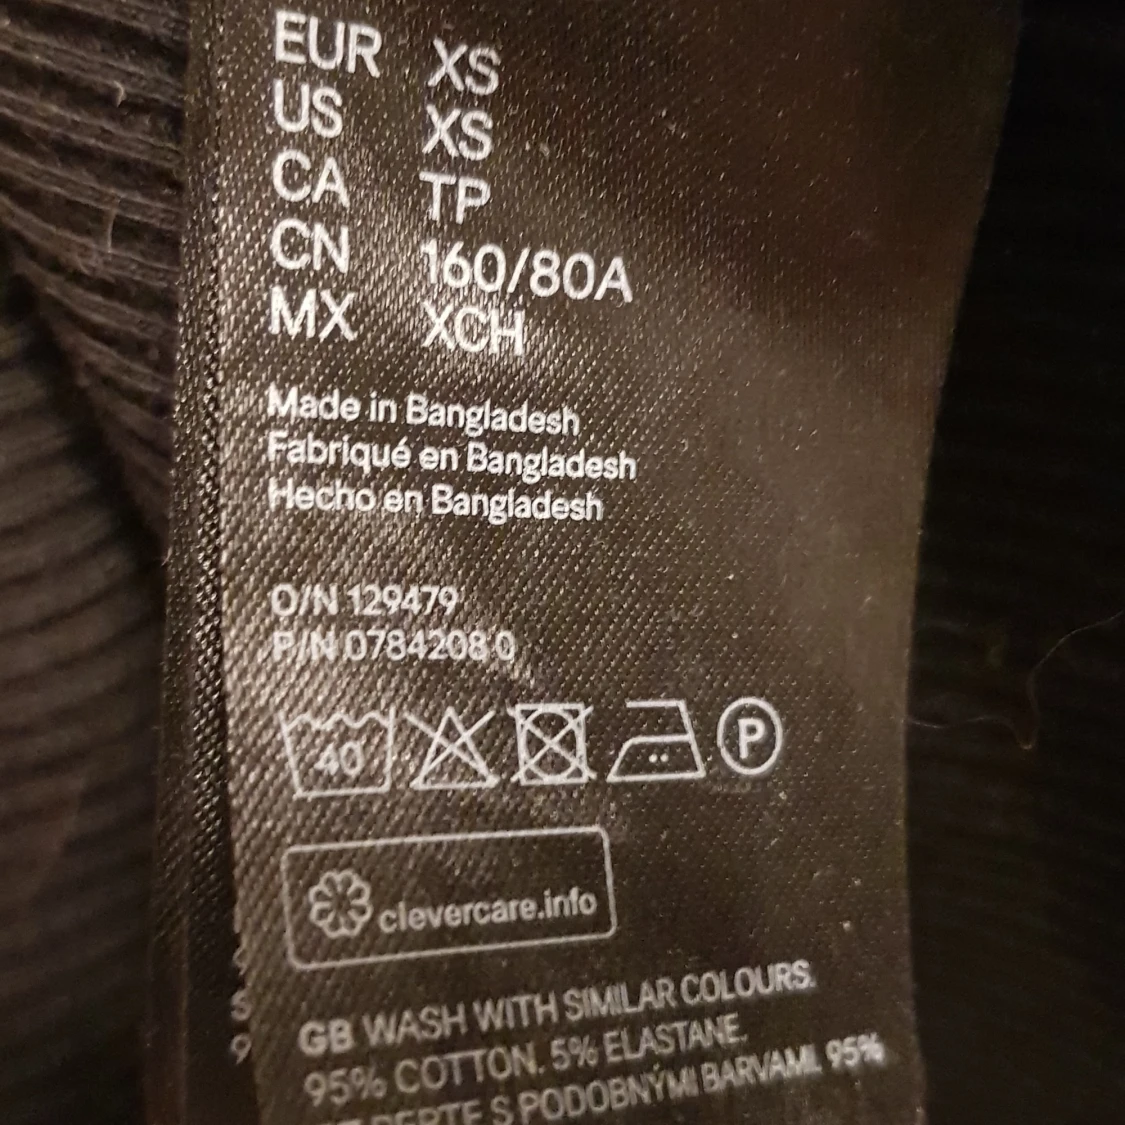 EUR XS
US XS
CA TP
CN 160/80A
MX XCH
Made in Bangladesh
Fabriqué en Bangladesh
Hecho en Bangladesh
O/N 129479
P/N 0784208 0
40
P
clevercare.info
GB WASH WITH SIMILAR COLOURS.
95% COTTON. 5% ELASTANE.
S PODOBNÝMI BARVAMI. 95%